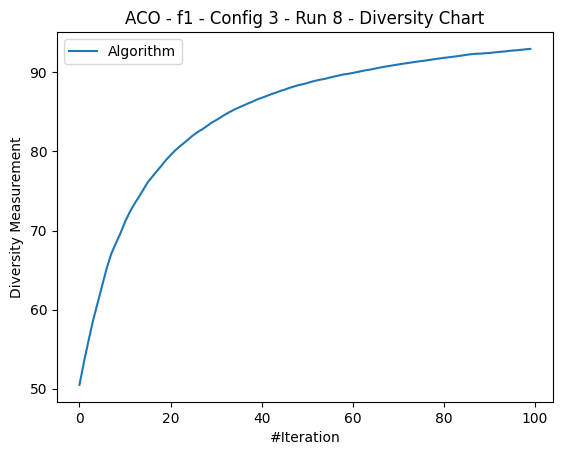 ACO - f1 - Config 3 - Run 8 - Diversity Chart
Algorithm
Diversity Measurement
90
80
70
60
50
0 20 40 60 80 100
#Iteration